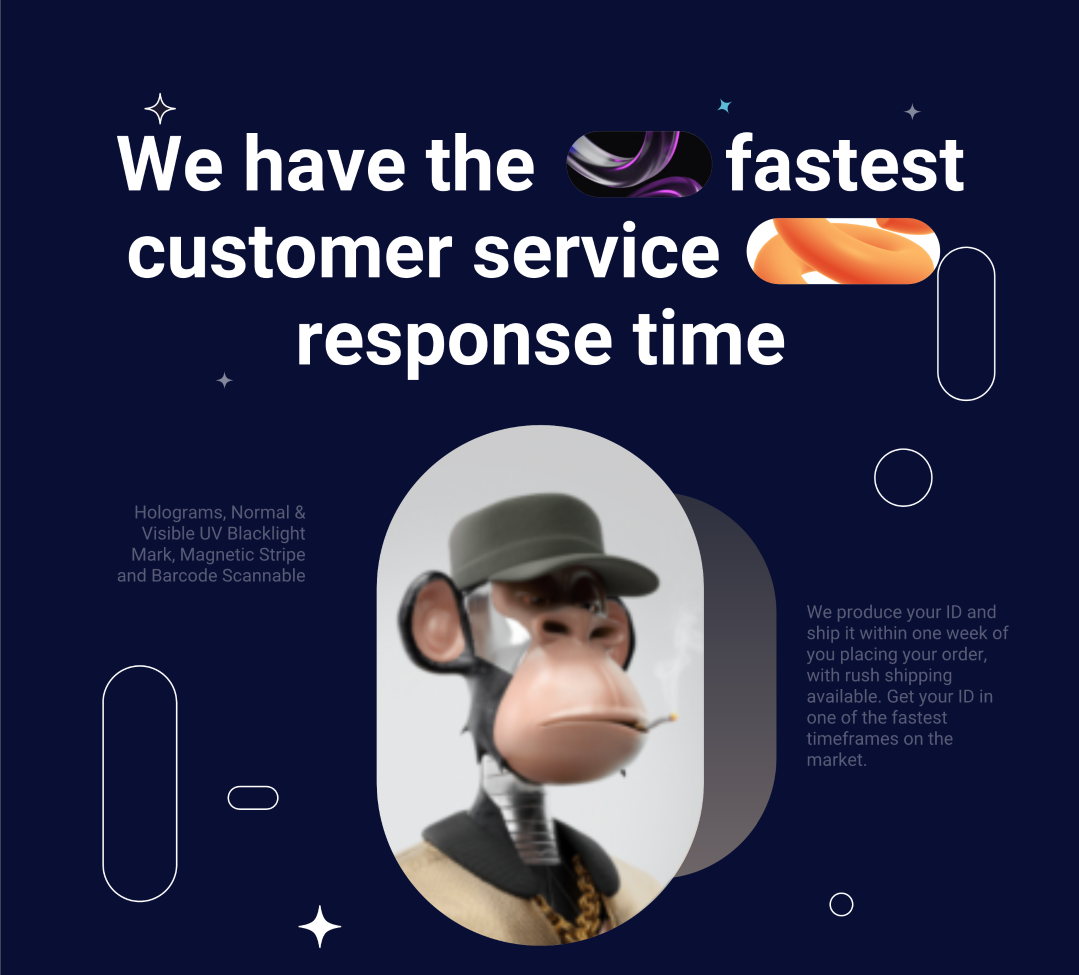 We have the fastest
customer service
response time
Holograms, Normal &
Visible UV Blacklight
Mark, Magnetic Stripe
and Barcode Scannable
We produce your ID and
ship it within one week of
you placing your order,
with rush shipping
available. Get your ID in
one of the fastest
timeframes on the
market.